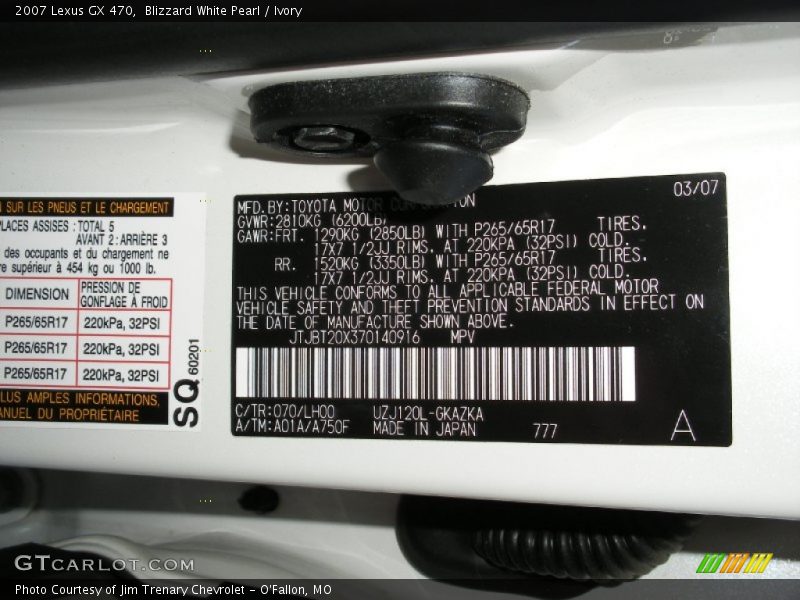 2007 Lexus GX 470, Blizzard White Pearl / Ivory
SUR LES PNEUS ET LE CHARGEMENT
PLACES ASSISES : TOTAL 5
AVANT 2 : ARRIÈRE 3
des occupants et du chargement ne
supérieur à 454 kg ou 1000 lb.
DIMENSION PRESSION DE GONFLAGE À FROID
P265/65R17 220kPa, 32PSI
P265/65R17 220kPa, 32PSI
P265/65R17 220kPa, 32PSI
PLUS AMPLES INFORMATIONS,
MANUEL DU PROPRIÉTAIRE
SQ 60201
03/07
MFD. BY: TOYOTA MOTOR CORPORATION
GVWR: 2810KG (6200LB)
GAWR: FRT. 1290KG (2850LB) WITH P265/65R17 TIRES.
17X7 1/2JJ RIMS. AT 220KPA (32PSI) COLD.
RR. 1520KG (3350LB) WITH P265/65R17 TIRES.
17X7 1/2JJ RIMS. AT 220KPA (32PSI) COLD.
THIS VEHICLE CONFORMS TO ALL APPLICABLE FEDERAL MOTOR
VEHICLE SAFETY AND THEFT PREVENTION STANDARDS IN EFFECT ON
THE DATE OF MANUFACTURE SHOWN ABOVE.
JTJBT20X370140916 MPV
C/TR: 070/LH00 UZJ120L-GKAZKA
A/TM: A01A/A750F MADE IN JAPAN 777 A
GTCARLOT.COM
Photo Courtesy of Jim Trenary Chevrolet - O'Fallon, MO